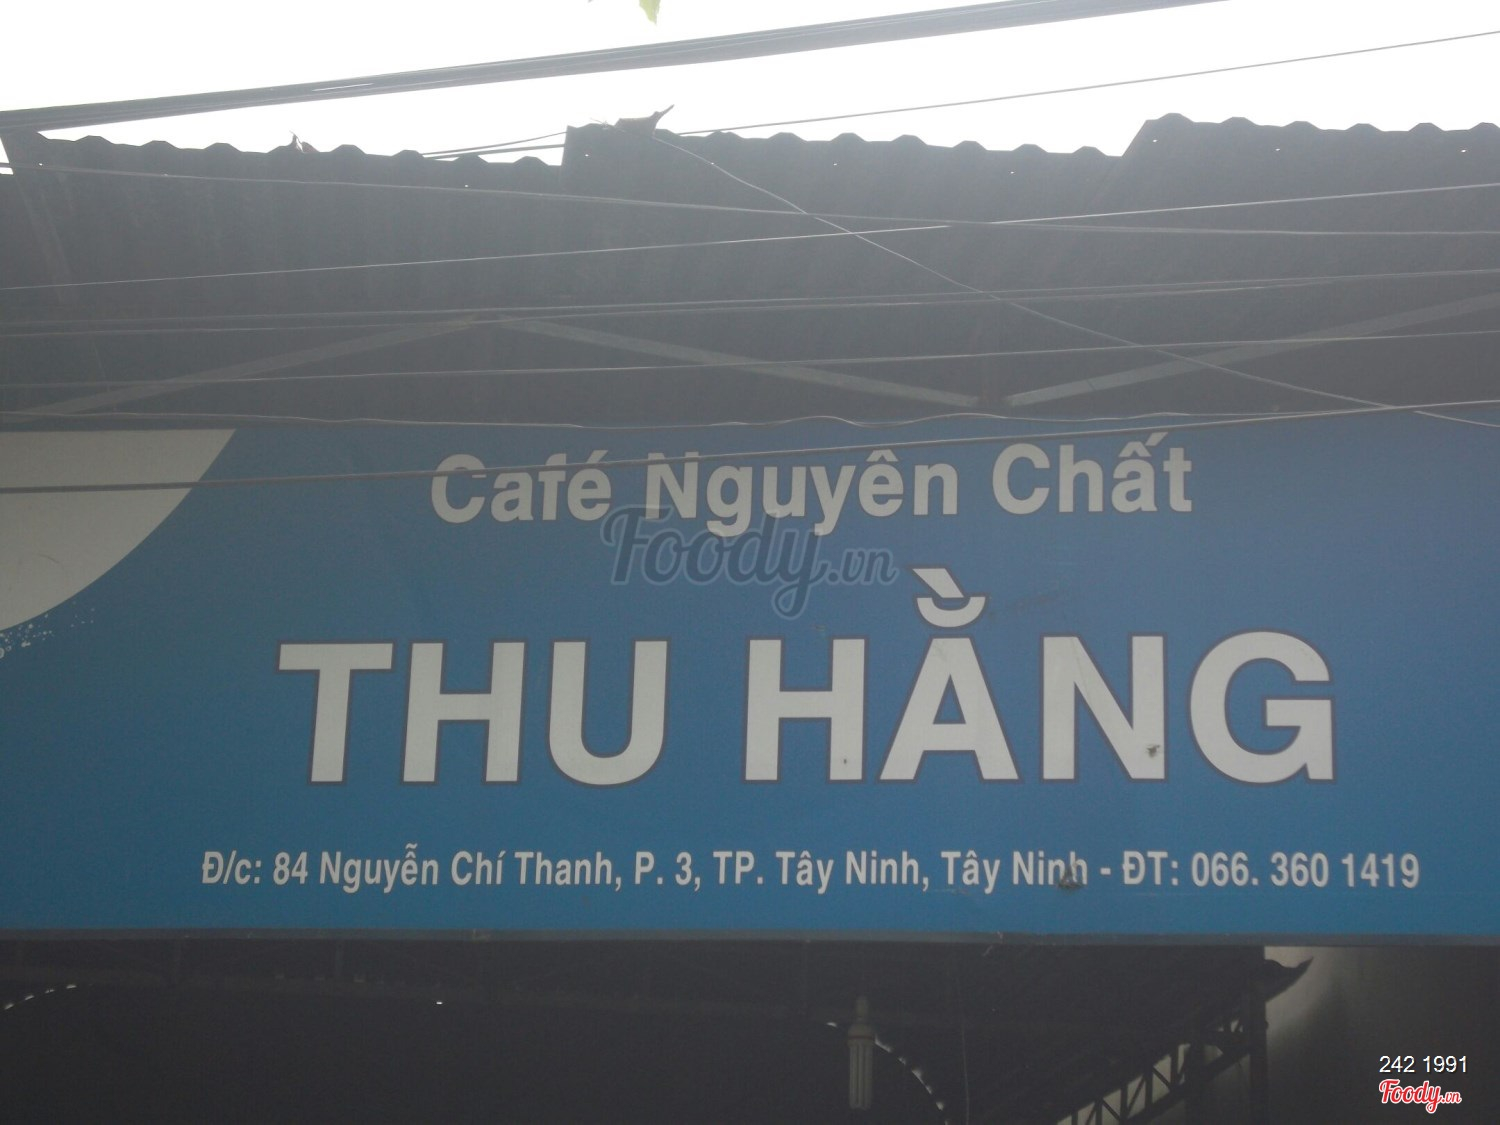 Café Nguyên Chất
Foody.vn
THU HẰNG
Đ/c: 84 Nguyễn Chí Thanh, P. 3, TP. Tây Ninh, Tây Ninh - ĐT: 066. 360 1419
242 1991
Foody.vn